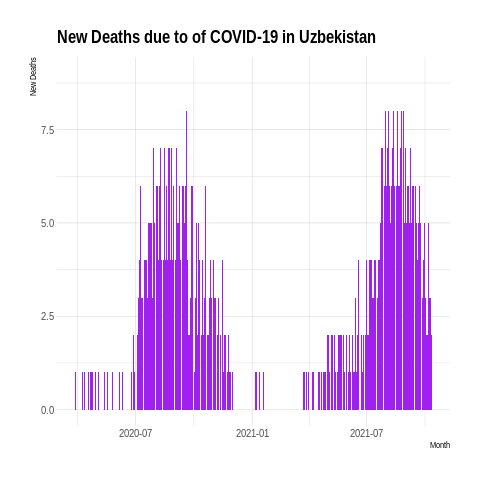 New Deaths due to of COVID-19 in Uzbekistan
New Deaths
7.5
5.0
2.5
0.0
2020-07
2021-01
2021-07
Month